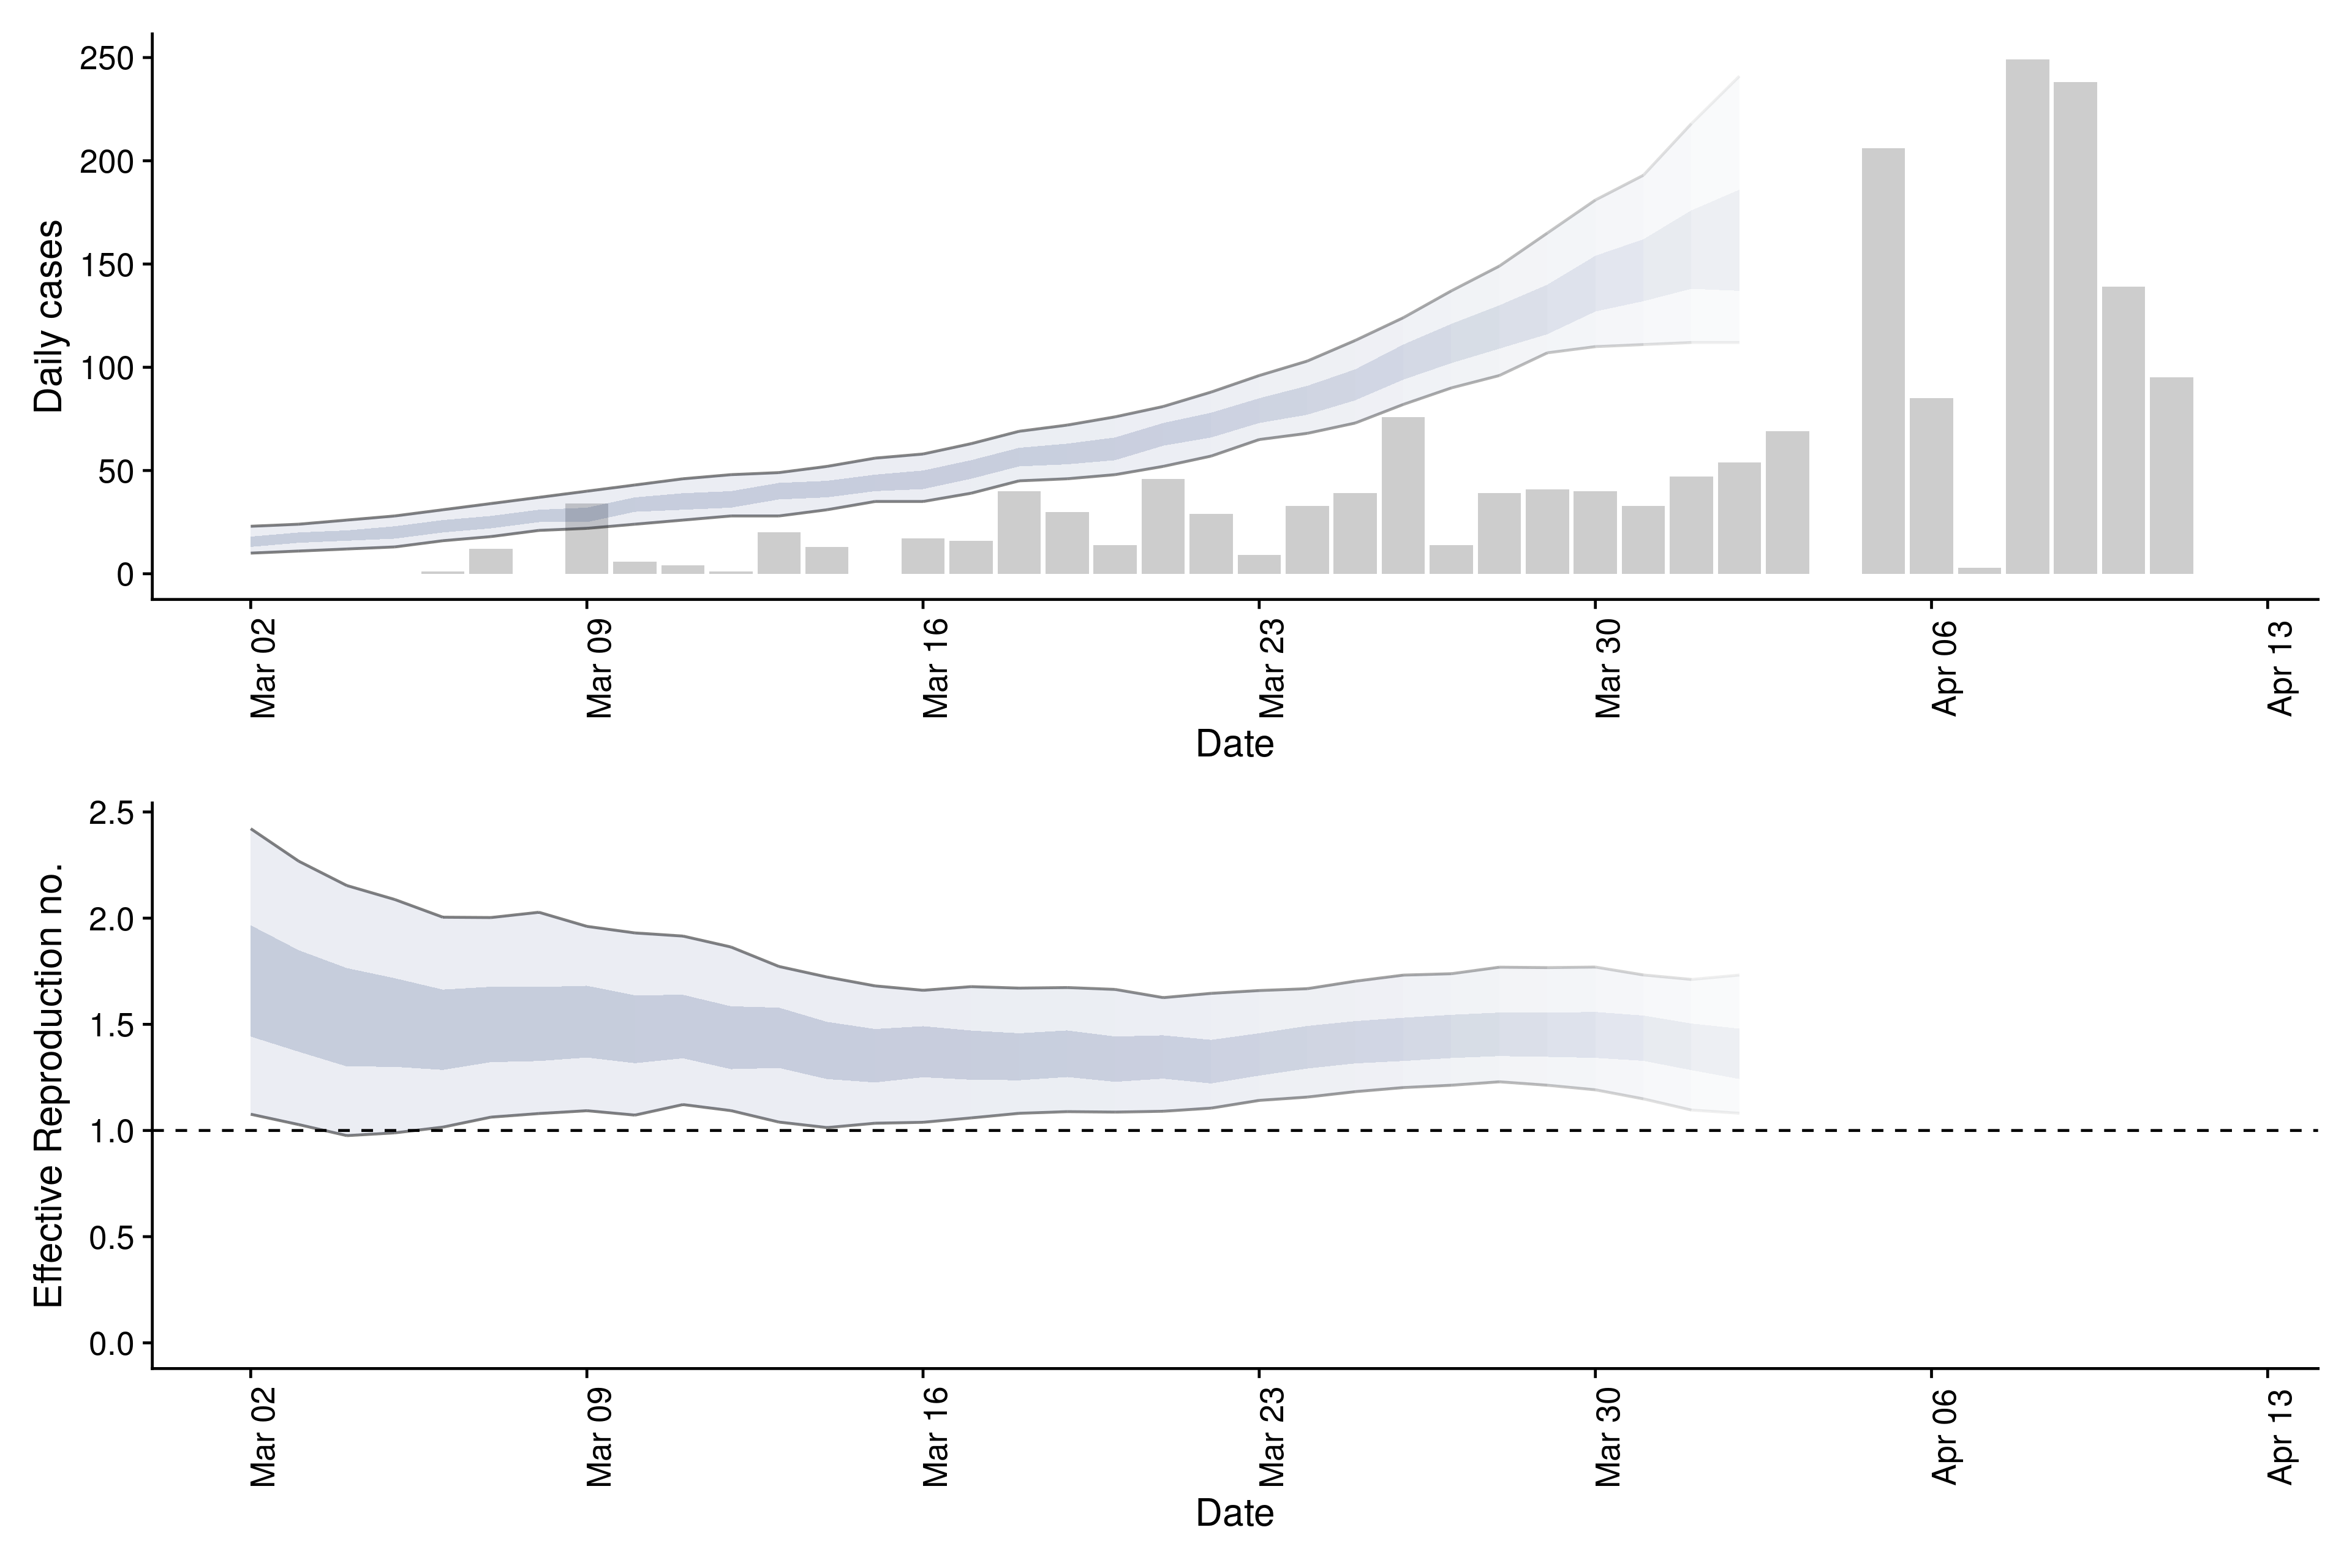 Daily cases
250
200
150
100
50
0
Mar 02
Mar 09
Mar 16
Mar 23
Mar 30
Apr 06
Apr 13
Date
Effective Reproduction no.
2.5
2.0
1.5
1.0
0.5
0.0
Mar 02
Mar 09
Mar 16
Mar 23
Mar 30
Apr 06
Apr 13
Date